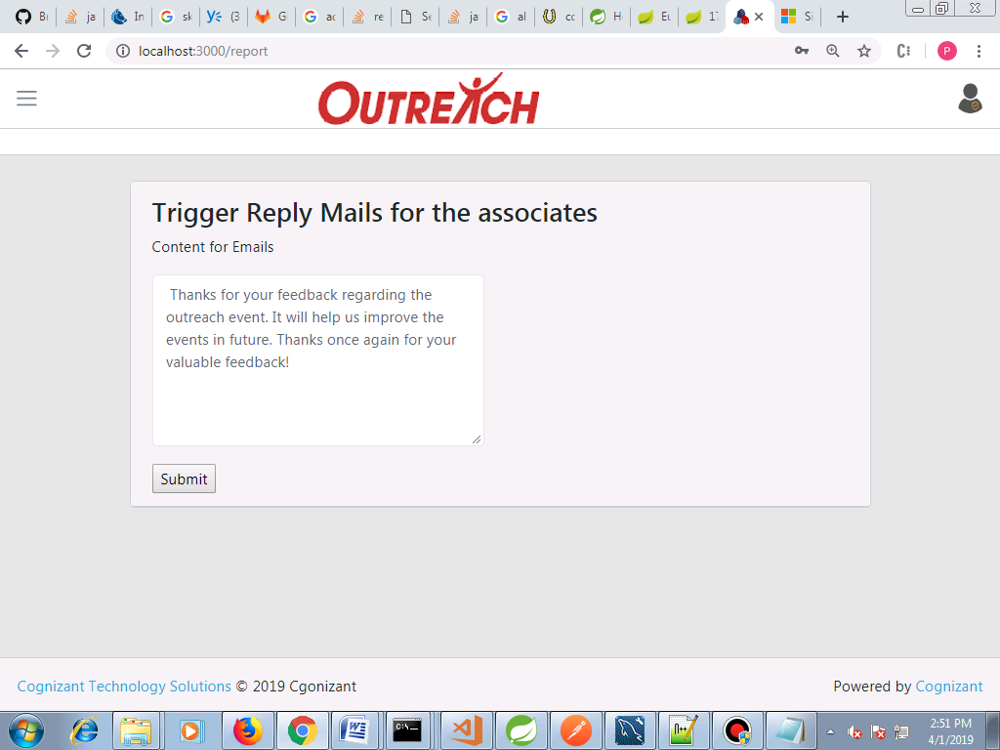 Br
ja
In
sk
(3
G
ac
re
Se
ja
al
cc
Eu
17
Si
localhost:3000/report
P
OUTREACH
Trigger Reply Mails for the associates
Content for Emails
Thanks for your feedback regarding the
outreach event. It will help us improve the
events in future. Thanks once again for your
valuable feedback!
Submit
Cognizant Technology Solutions © 2019 Cgonizant
Powered by Cognizant
2:51 PM
4/1/2019